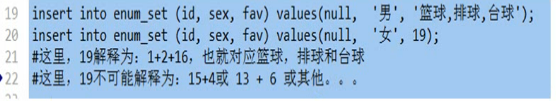 19 insert into enum_set (id, sex, fav) values(null, '男', '篮球,排球,台球');
20 insert into enum_set (id, sex, fav) values(null, '女', 19);
21 #这里，19解释为：1+2+16，也就对应篮球，排球和台球
22 #这里，19不可能解释为：15+4或 13 + 6 或其他。。。